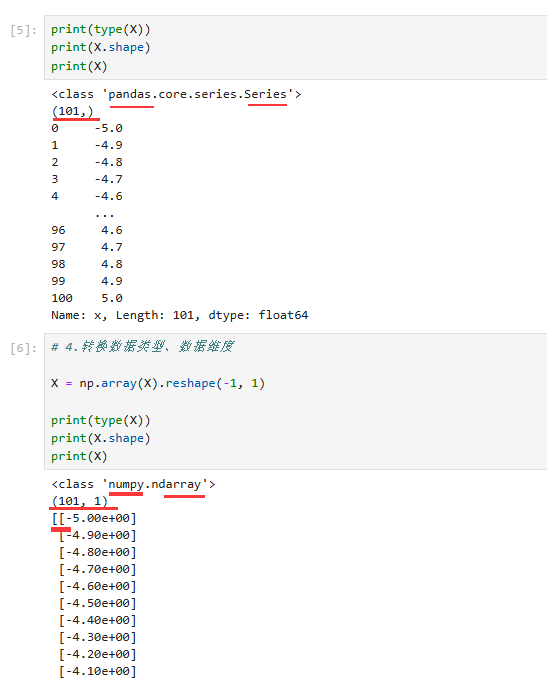 [5]: print(type(X))
print(X.shape)
print(X)
<class 'pandas.core.series.Series'>
(101,)
0     -5.0
1     -4.9
2     -4.8
3     -4.7
4     -4.6
      ...
96     4.6
97     4.7
98     4.8
99     4.9
100    5.0
Name: x, Length: 101, dtype: float64
[6]: # 4.转换数据类型、数据维度
X = np.array(X).reshape(-1, 1)
print(type(X))
print(X.shape)
print(X)
<class 'numpy.ndarray'>
(101, 1)
[[-5.00e+00]
 [-4.90e+00]
 [-4.80e+00]
 [-4.70e+00]
 [-4.60e+00]
 [-4.50e+00]
 [-4.40e+00]
 [-4.30e+00]
 [-4.20e+00]
 [-4.10e+00]